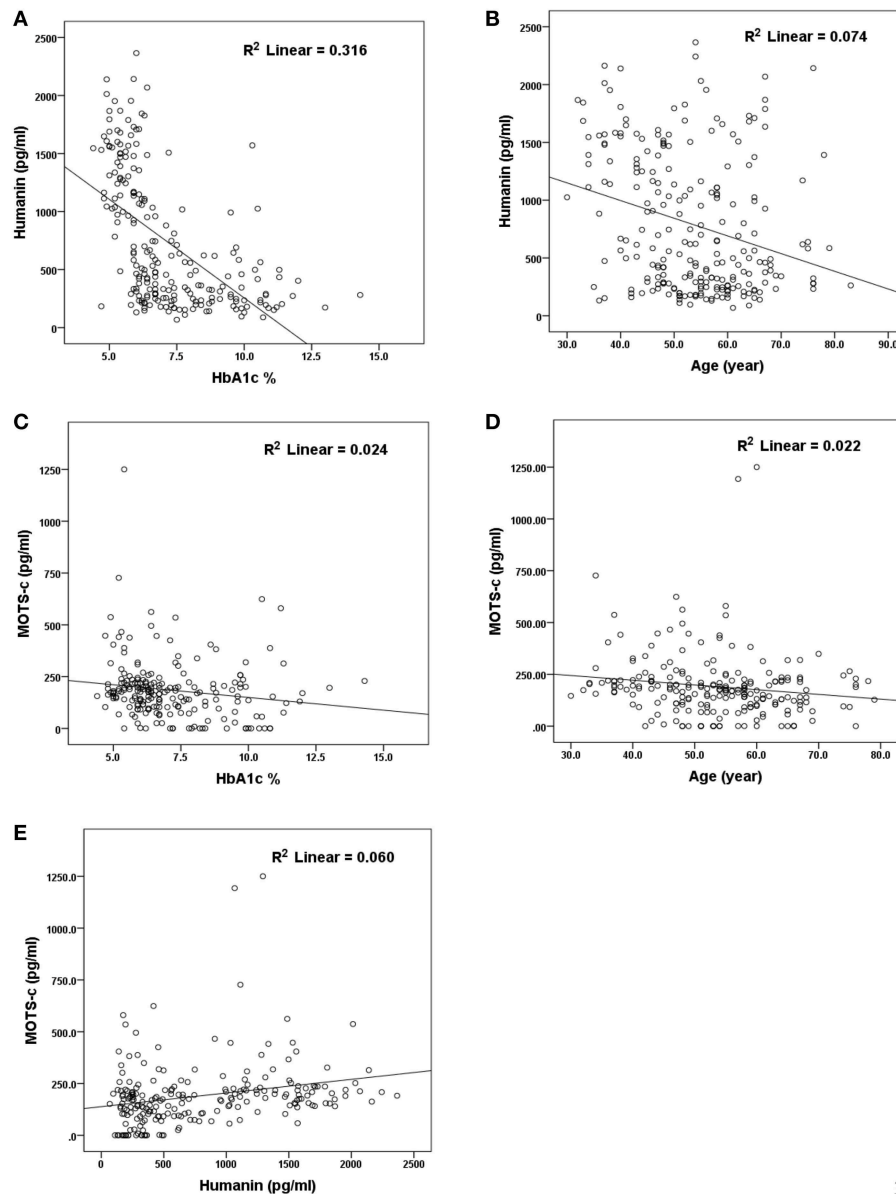 A
R² Linear = 0.316
2500
2000
1500
1000
500
0
Humanin (pg/ml)
5.0 7.5 10.0 12.5 15.0
HbA1c %
B
R² Linear = 0.074
2500
2000
1500
1000
500
0
Humanin (pg/ml)
30.0 40.0 50.0 60.0 70.0 80.0 90.0
Age (year)
C
R² Linear = 0.024
1250
1000
750
500
250
0
MOTS-c (pg/ml)
5.0 7.5 10.0 12.5 15.0
HbA1c %
D
R² Linear = 0.022
1250.00
1000.00
750.00
500.00
250.00
.00
MOTS-c (pg/ml)
30.0 40.0 50.0 60.0 70.0 80.0
Age (year)
E
R² Linear = 0.060
1250.0
1000.0
750.0
500.0
250.0
.0
MOTS-c (pg/ml)
0 500 1000 1500 2000 2500
Humanin (pg/ml)